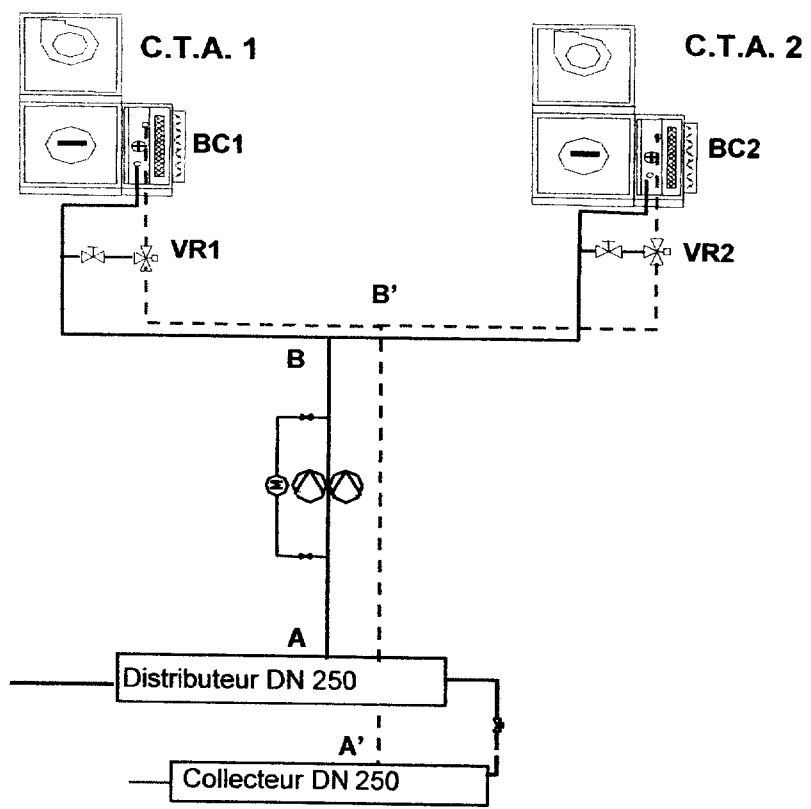 C.T.A. 1
C.T.A. 2
BC1
BC2
VR1
VR2
B'
B
M
A
Distributeur DN 250
A'
Collecteur DN 250